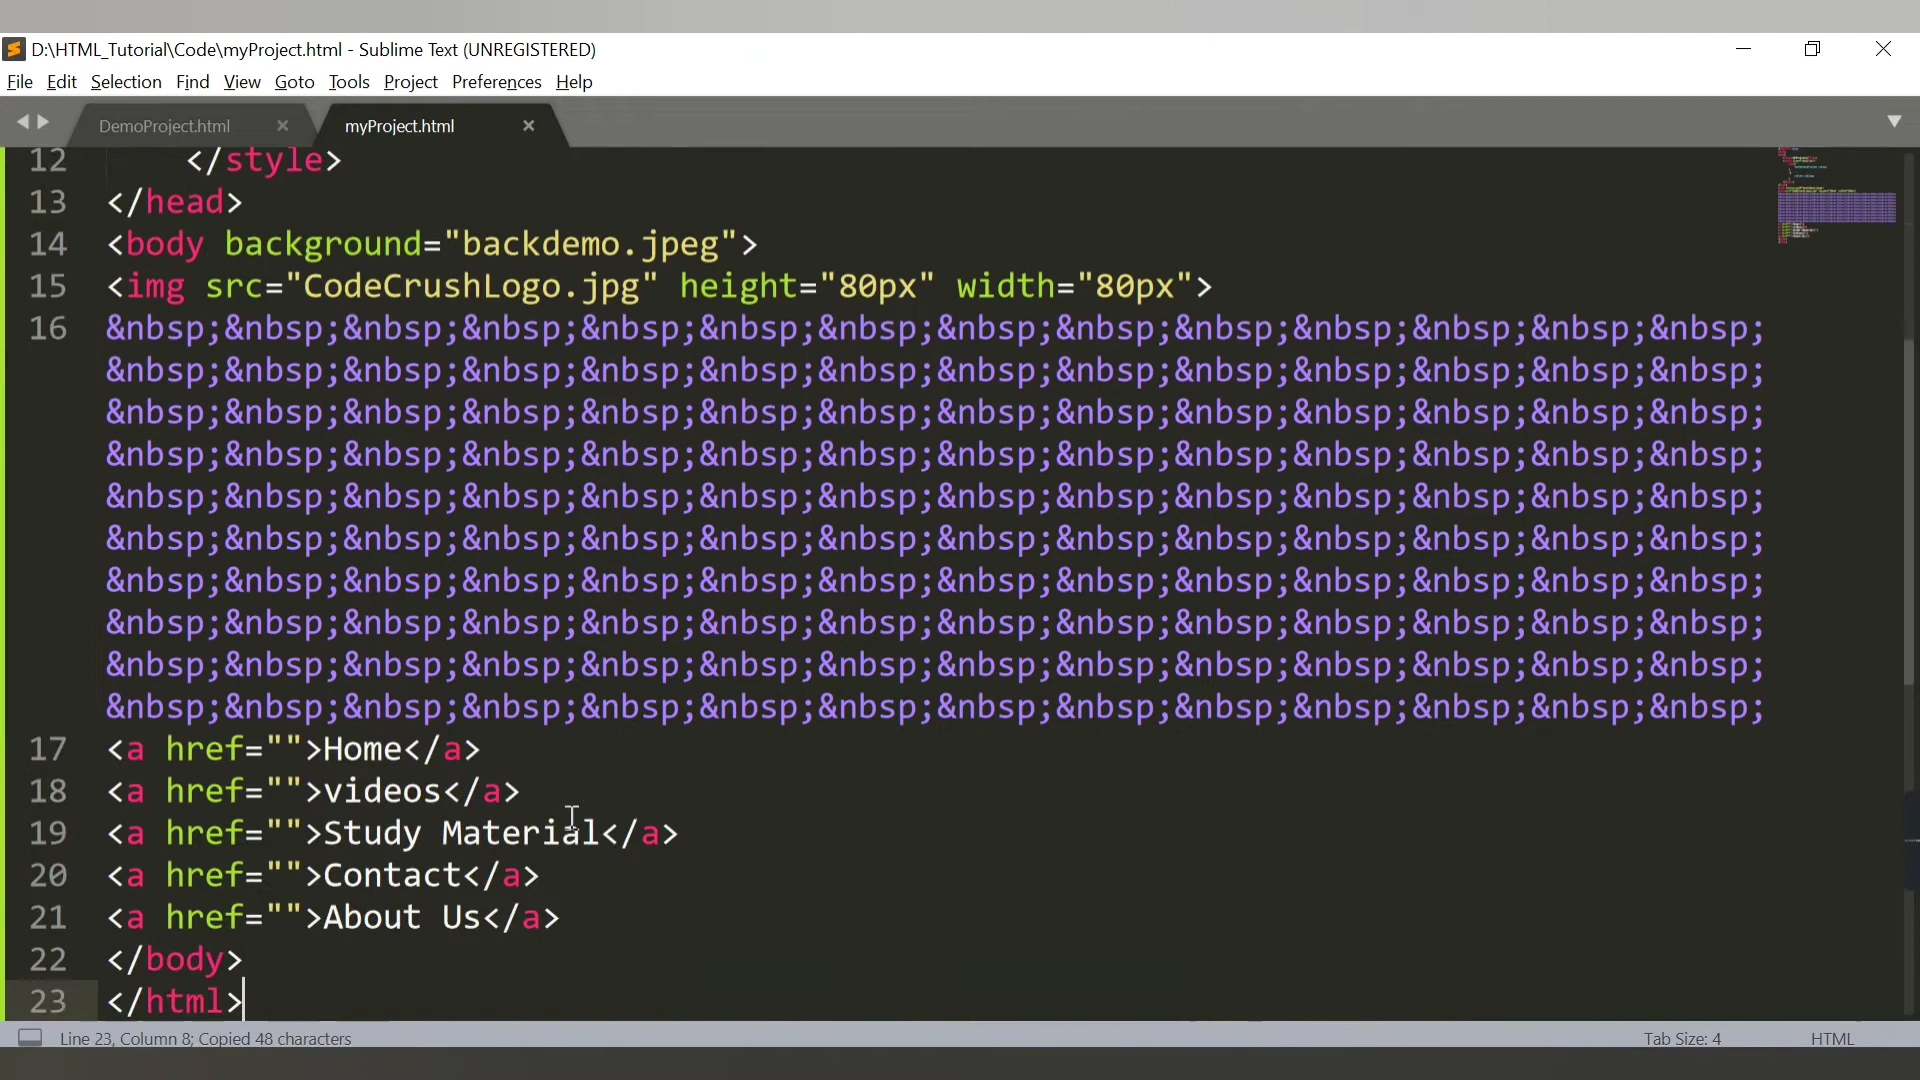 D:\HTML_Tutorial\Code\myProject.html - Sublime Text (UNREGISTERED)
File Edit Selection Find View Goto Tools Project Preferences Help
DemoProject.html myProject.html
12 </style>
13 </head>
14 <body background="backdemo.jpeg">
15 <img src="CodeCrushLogo.jpg" height="80px" width="80px">
16 &nbsp;&nbsp;&nbsp;&nbsp;&nbsp;&nbsp;&nbsp;&nbsp;&nbsp;&nbsp;&nbsp;&nbsp;&nbsp;&nbsp;
&nbsp;&nbsp;&nbsp;&nbsp;&nbsp;&nbsp;&nbsp;&nbsp;&nbsp;&nbsp;&nbsp;&nbsp;&nbsp;&nbsp;
&nbsp;&nbsp;&nbsp;&nbsp;&nbsp;&nbsp;&nbsp;&nbsp;&nbsp;&nbsp;&nbsp;&nbsp;&nbsp;&nbsp;
&nbsp;&nbsp;&nbsp;&nbsp;&nbsp;&nbsp;&nbsp;&nbsp;&nbsp;&nbsp;&nbsp;&nbsp;&nbsp;&nbsp;
&nbsp;&nbsp;&nbsp;&nbsp;&nbsp;&nbsp;&nbsp;&nbsp;&nbsp;&nbsp;&nbsp;&nbsp;&nbsp;&nbsp;
&nbsp;&nbsp;&nbsp;&nbsp;&nbsp;&nbsp;&nbsp;&nbsp;&nbsp;&nbsp;&nbsp;&nbsp;&nbsp;&nbsp;
&nbsp;&nbsp;&nbsp;&nbsp;&nbsp;&nbsp;&nbsp;&nbsp;&nbsp;&nbsp;&nbsp;&nbsp;&nbsp;&nbsp;
&nbsp;&nbsp;&nbsp;&nbsp;&nbsp;&nbsp;&nbsp;&nbsp;&nbsp;&nbsp;&nbsp;&nbsp;&nbsp;&nbsp;
&nbsp;&nbsp;&nbsp;&nbsp;&nbsp;&nbsp;&nbsp;&nbsp;&nbsp;&nbsp;&nbsp;&nbsp;&nbsp;&nbsp;
&nbsp;&nbsp;&nbsp;&nbsp;&nbsp;&nbsp;&nbsp;&nbsp;&nbsp;&nbsp;&nbsp;&nbsp;&nbsp;&nbsp;
17 <a href="">Home</a>
18 <a href="">videos</a>
19 <a href="">Study Material</a>
20 <a href="">Contact</a>
21 <a href="">About Us</a>
22 </body>
23 </html>
Line 23, Column 8; Copied 48 characters Tab Size: 4 HTML